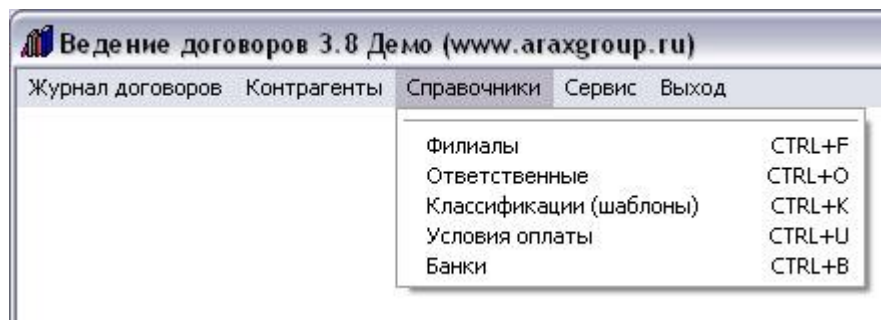 Ведение договоров 3.8 Демо (www.araxgroup.ru)
Журнал договоров Контрагенты Справочники Сервис Выход
Филиалы CTRL+F
Ответственные CTRL+O
Классификации (шаблоны) CTRL+K
Условия оплаты CTRL+U
Банки CTRL+B